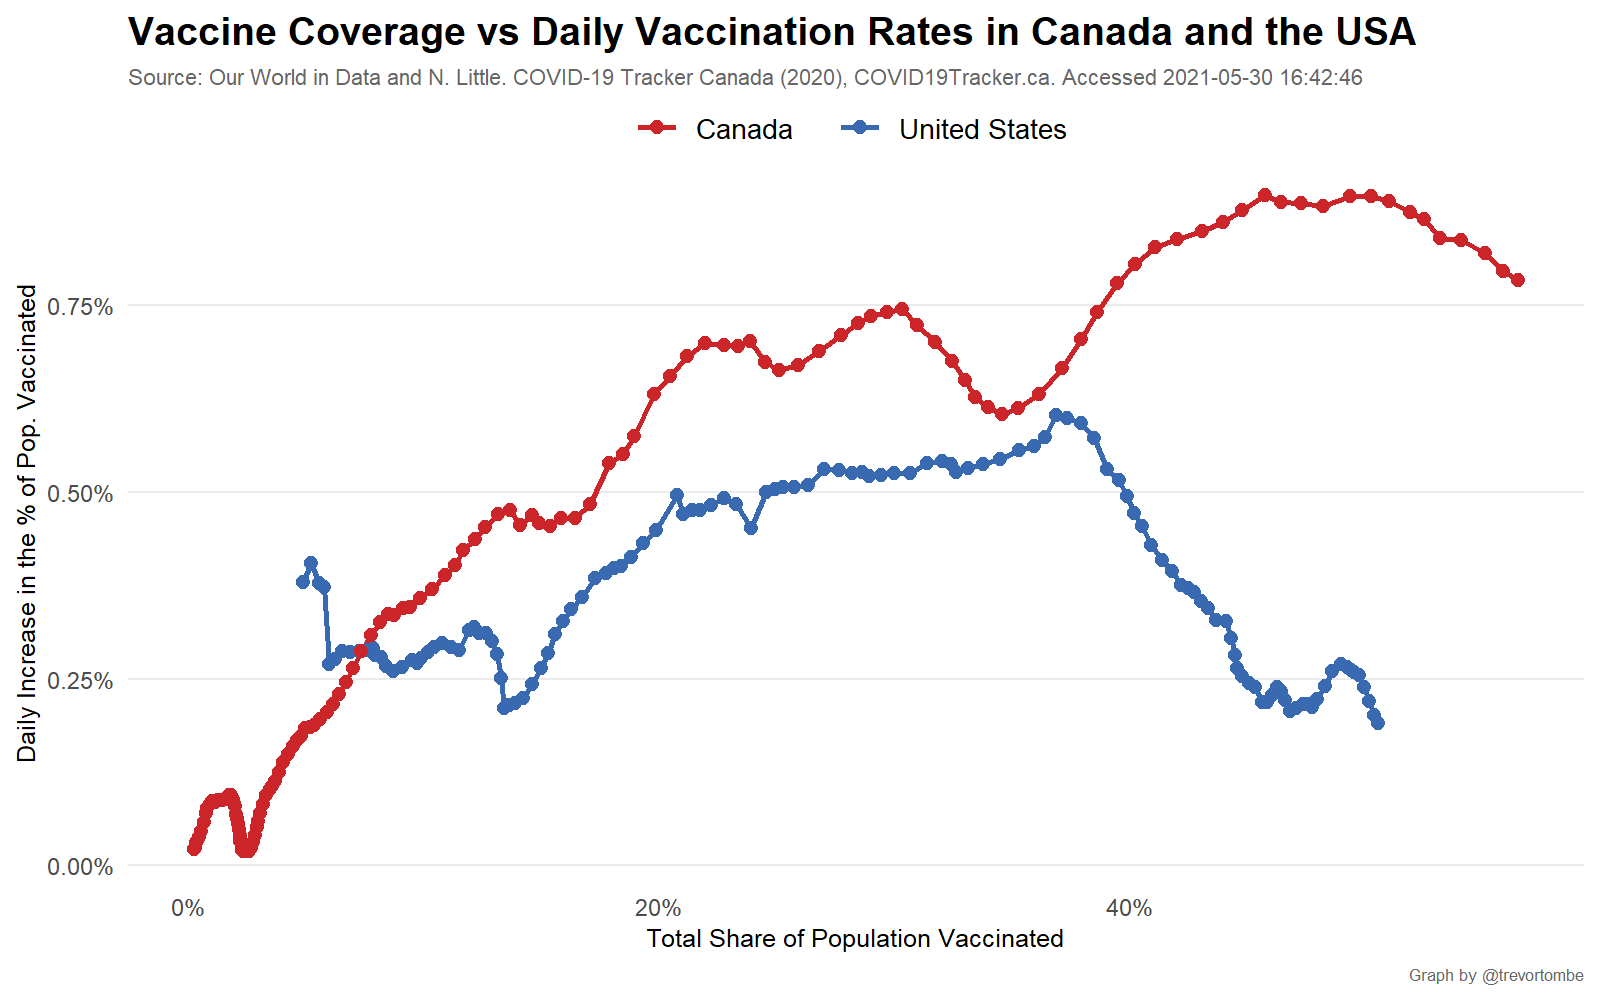 Vaccine Coverage vs Daily Vaccination Rates in Canada and the USA
Source: Our World in Data and N. Little. COVID-19 Tracker Canada (2020), COVID19Tracker.ca. Accessed 2021-05-30 16:42:46
Canada
United States
Daily Increase in the % of Pop. Vaccinated
0.75%
0.50%
0.25%
0.00%
0%
20%
40%
Total Share of Population Vaccinated
Graph by @trevortombe